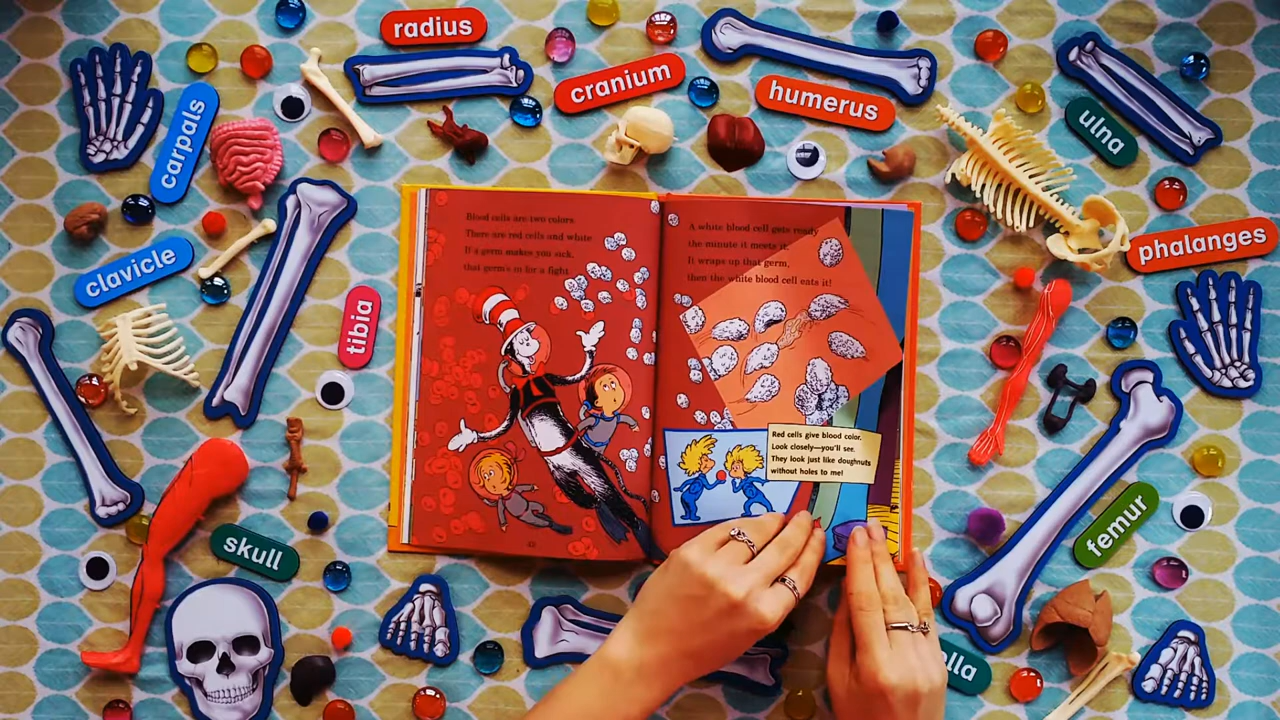 radius
cranium
humerus
ulna
carpals
phalanges
clavicle
tibia
Blood cells are two colors.
There are red cells and white
If a germ makes you sick,
that germ's in for a fight.
A white blood cell gets ready
the minute it meets it.
It wraps up that germ,
then the white blood cell eats it!
Red cells give blood color.
Look closely—you'll see.
They look just like doughnuts
without holes to me!
skull
femur